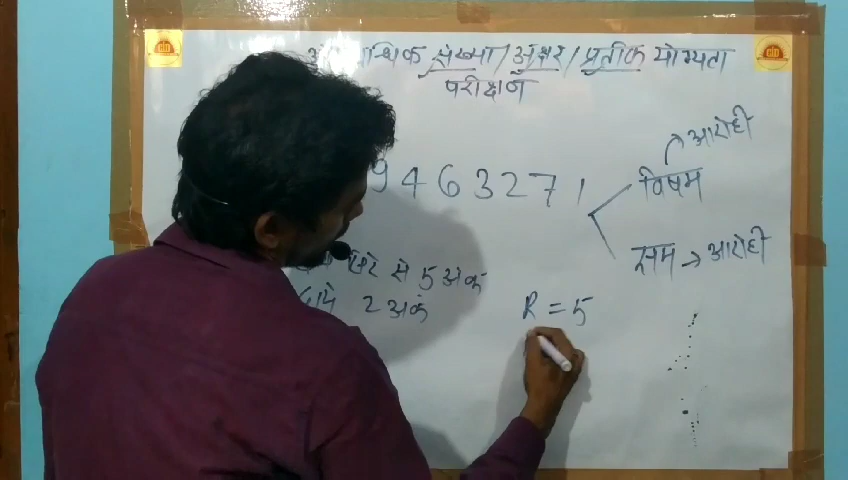 संख्या / अक्षर / प्रतीक योग्यता
परीक्षण
9 4 6 3 2 7 1
आरोही
विषम
सम → आरोही
से 5 अंक
2 अंक
R = 5